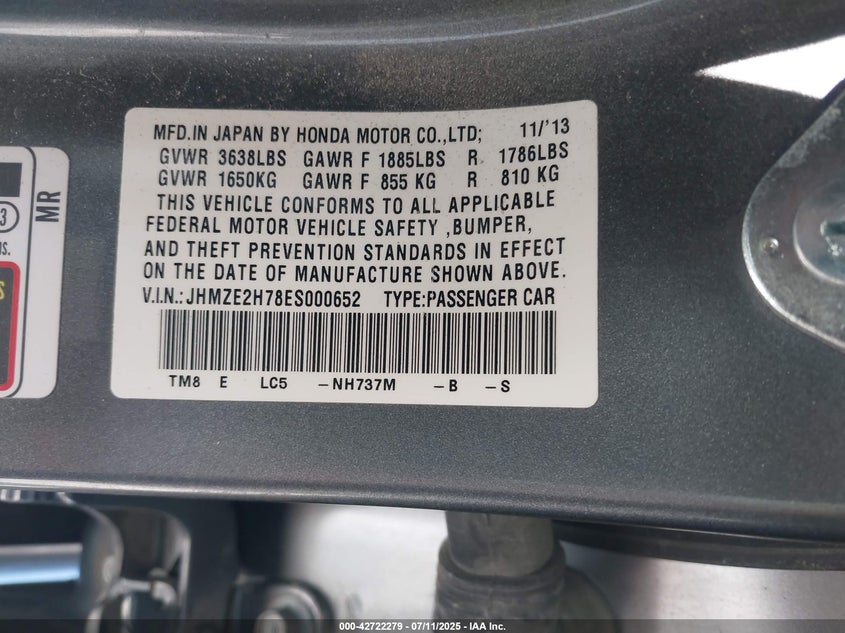 MFD.IN JAPAN BY HONDA MOTOR CO.,LTD; 11/'13
GVWR 3638LBS GAWR F 1885LBS R 1786LBS
GVWR 1650KG GAWR F 855 KG R 810 KG
THIS VEHICLE CONFORMS TO ALL APPLICABLE
FEDERAL MOTOR VEHICLE SAFETY ,BUMPER,
AND THEFT PREVENTION STANDARDS IN EFFECT
ON THE DATE OF MANUFACTURE SHOWN ABOVE.
V.I.N.: JHMZE2H78ES000652 TYPE:PASSENGER CAR
TM8 E LC5 -NH737M -B -S
MR
3
000-42722279 - 07/11/2025 - IAA Inc.